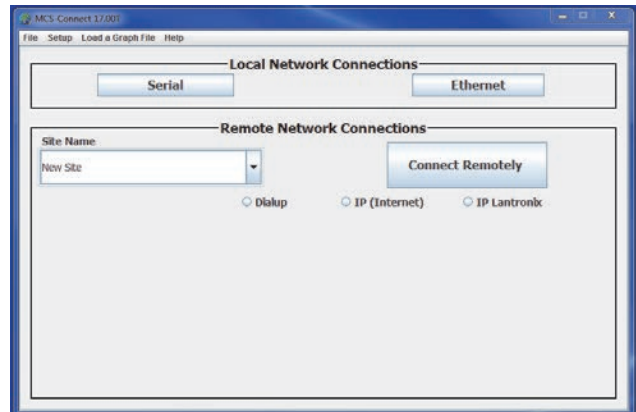 MCS-Connect 17.00T
File Setup Load a Graph File Help
Local Network Connections
Serial Ethernet
Remote Network Connections
Site Name
New Site Connect Remotely
Dialup IP (Internet) IP Lantronix